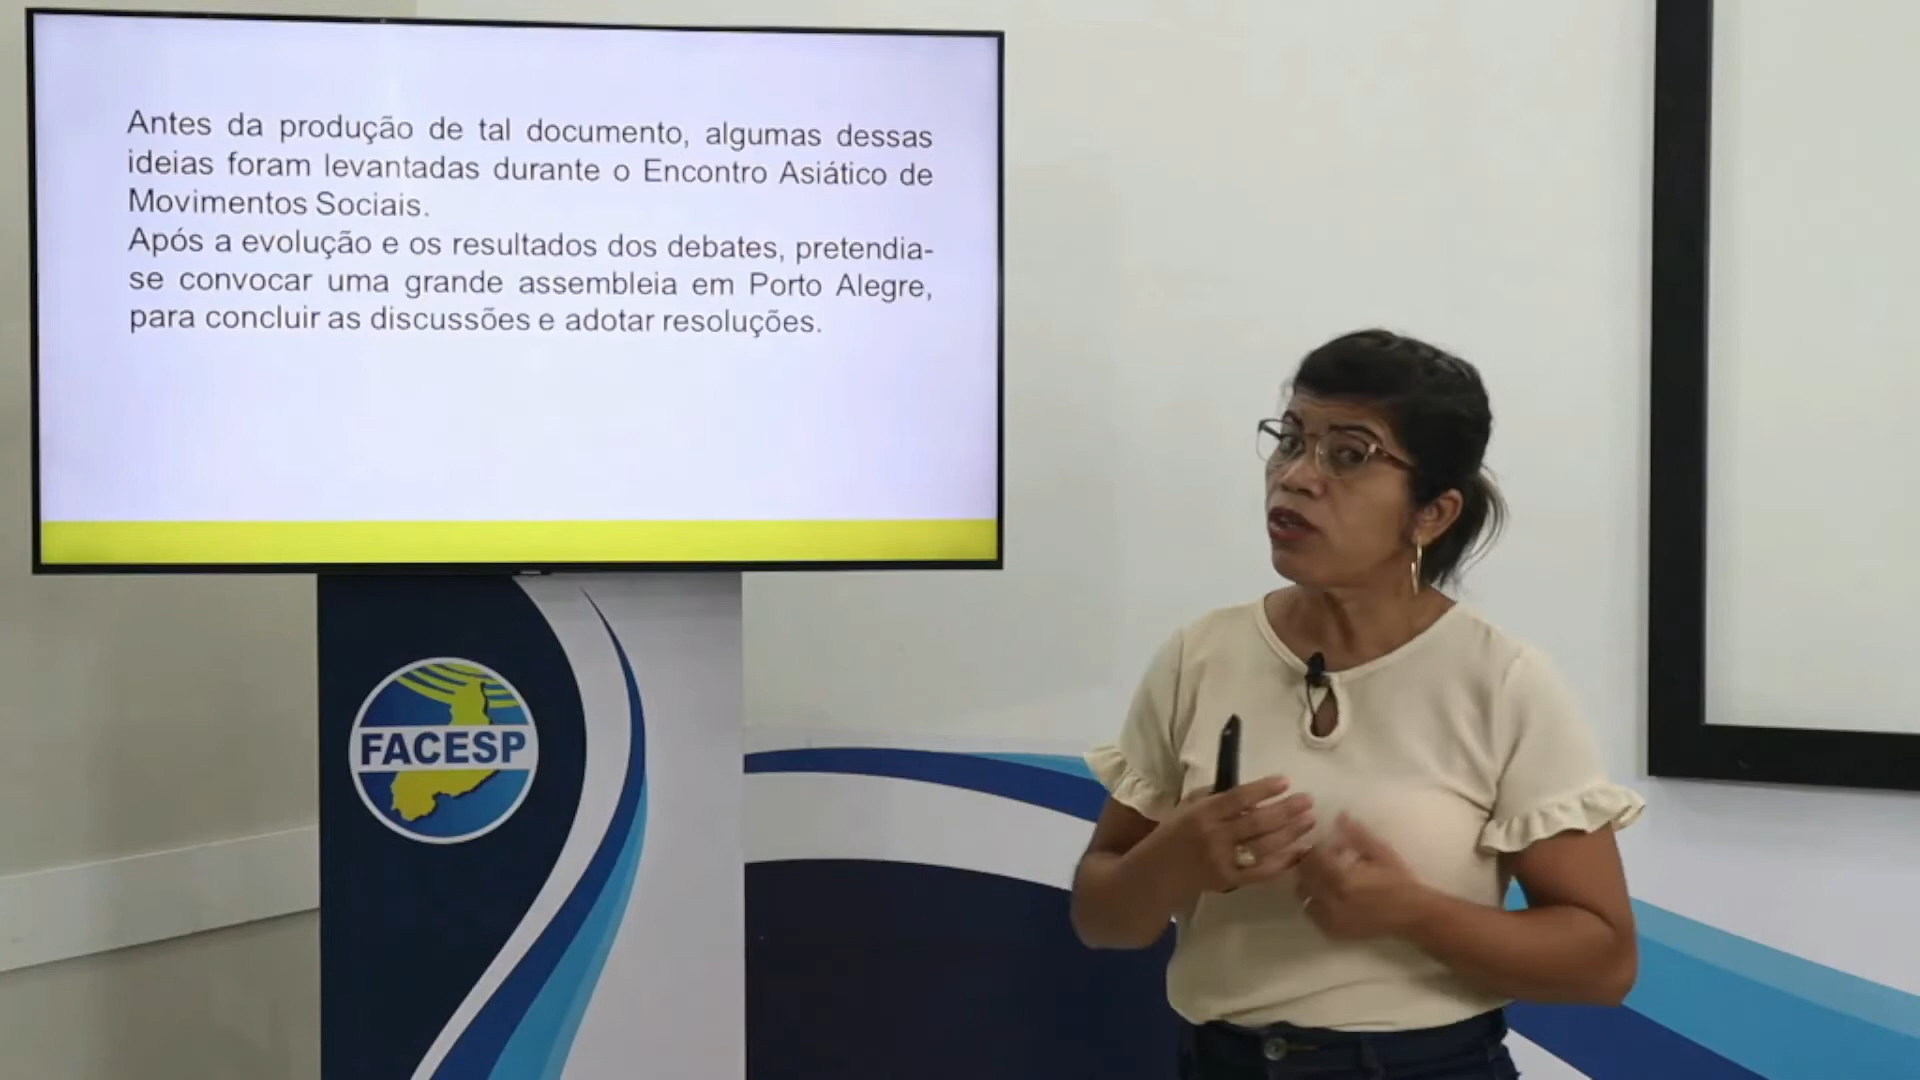 Antes da produção de tal documento, algumas dessas
ideias foram levantadas durante o Encontro Asiático de
Movimentos Sociais.
Após a evolução e os resultados dos debates, pretendia-
se convocar uma grande assembleia em Porto Alegre,
para concluir as discussões e adotar resoluções.
FACESP